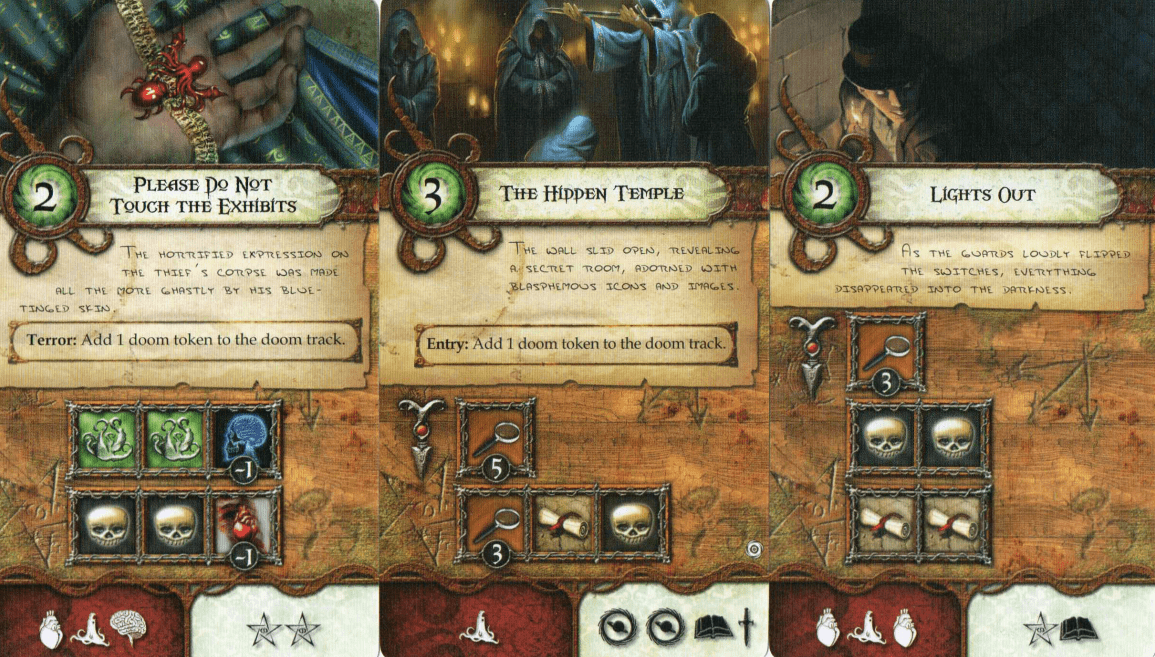 2
Please Do Not
Touch the Exhibits
The horrified expression on
the thief's corpse was made
all the more ghastly by his blue-
tinged skin.
Terror: Add 1 doom token to the doom track.
-1
-1
3
The Hidden Temple
The wall slid open, revealing
a secret room, adorned with
blasphemous icons and images.
Entry: Add 1 doom token to the doom track.
5
3
2
Lights Out
As the guards loudly flipped
the switches, everything
disappeared into the darkness.
3